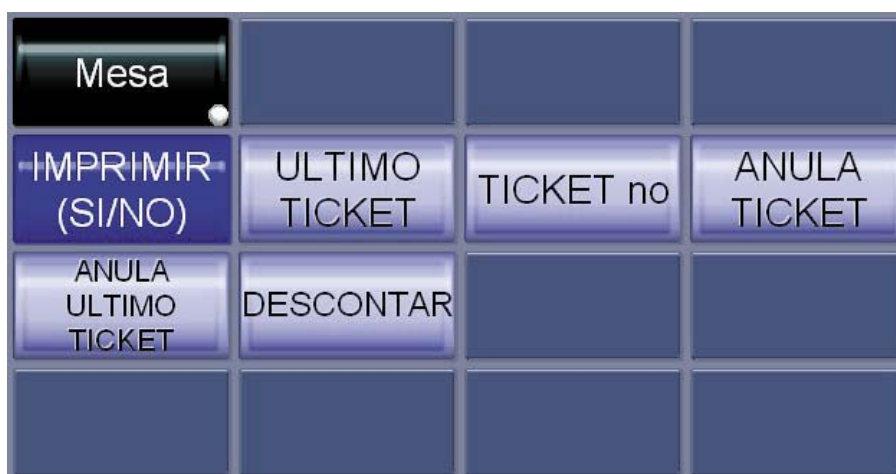 Mesa
IMPRIMIR
(SI/NO)
ULTIMO
TICKET
TICKET no
ANULA
TICKET
ANULA
ULTIMO
TICKET
DESCONTAR